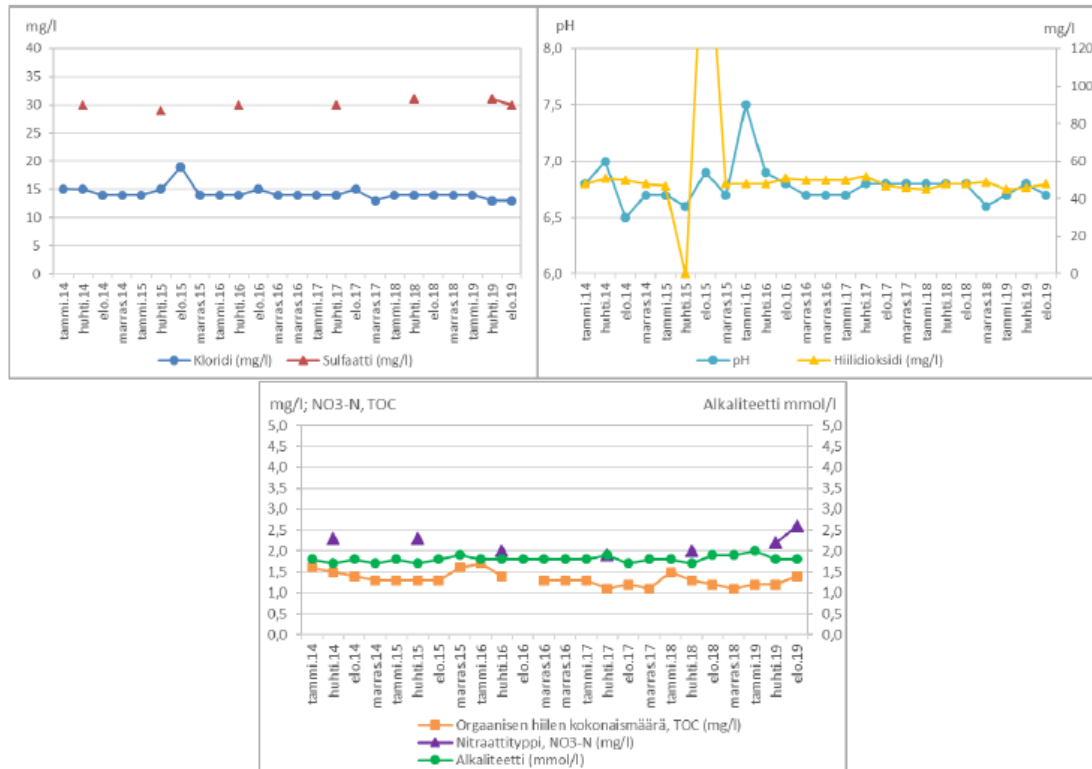 mg/l
40
35
30
25
20
15
10
5
0
tammi.14
huhti.14
elo.14
marras.14
tammi.15
huhti.15
elo.15
marras.15
huhti.16
elo.16
marras.16
tammi.17
huhti.17
elo.17
marras.17
tammi.18
huhti.18
elo.18
marras.18
tammi.19
huhti.19
elo.19
Kloridi (mg/l)
Sulfaatti (mg/l)
pH
mg/l
8,0
7,5
7,0
6,5
6,0
120
100
80
60
40
20
0
tammi.14
huhti.14
elo.14
marras.14
tammi.15
huhti.15
elo.15
marras.15
tammi.16
huhti.16
elo.16
marras.16
marras.16
tammi.17
huhti.17
elo.17
marras.17
tammi.18
huhti.18
elo.18
elo.18
marras.18
tammi.19
huhti.19
elo.19
pH
Hiilidioksidi (mg/l)
mg/l; NO3-N, TOC
Alkaliteetti mmol/l
5,0
4,5
4,0
3,5
3,0
2,5
2,0
1,5
1,0
0,5
0,0
5,0
4,5
4,0
3,5
3,0
2,5
2,0
1,5
1,0
0,5
0,0
tammi.14
huhti.14
elo.14
marras.14
tammi.15
huhti.15
elo.15
marras.15
tammi.16
huhti.16
elo.16
marras.16
marras.16
tammi.17
huhti.17
elo.17
marras.17
tammi.18
huhti.18
elo.18
marras.18
tammi.19
huhti.19
elo.19
Orgaanisen hiilen kokonaismäärä, TOC (mg/l)
Nitraattityppi, NO3-N (mg/l)
Alkaliteetti (mmol/l)